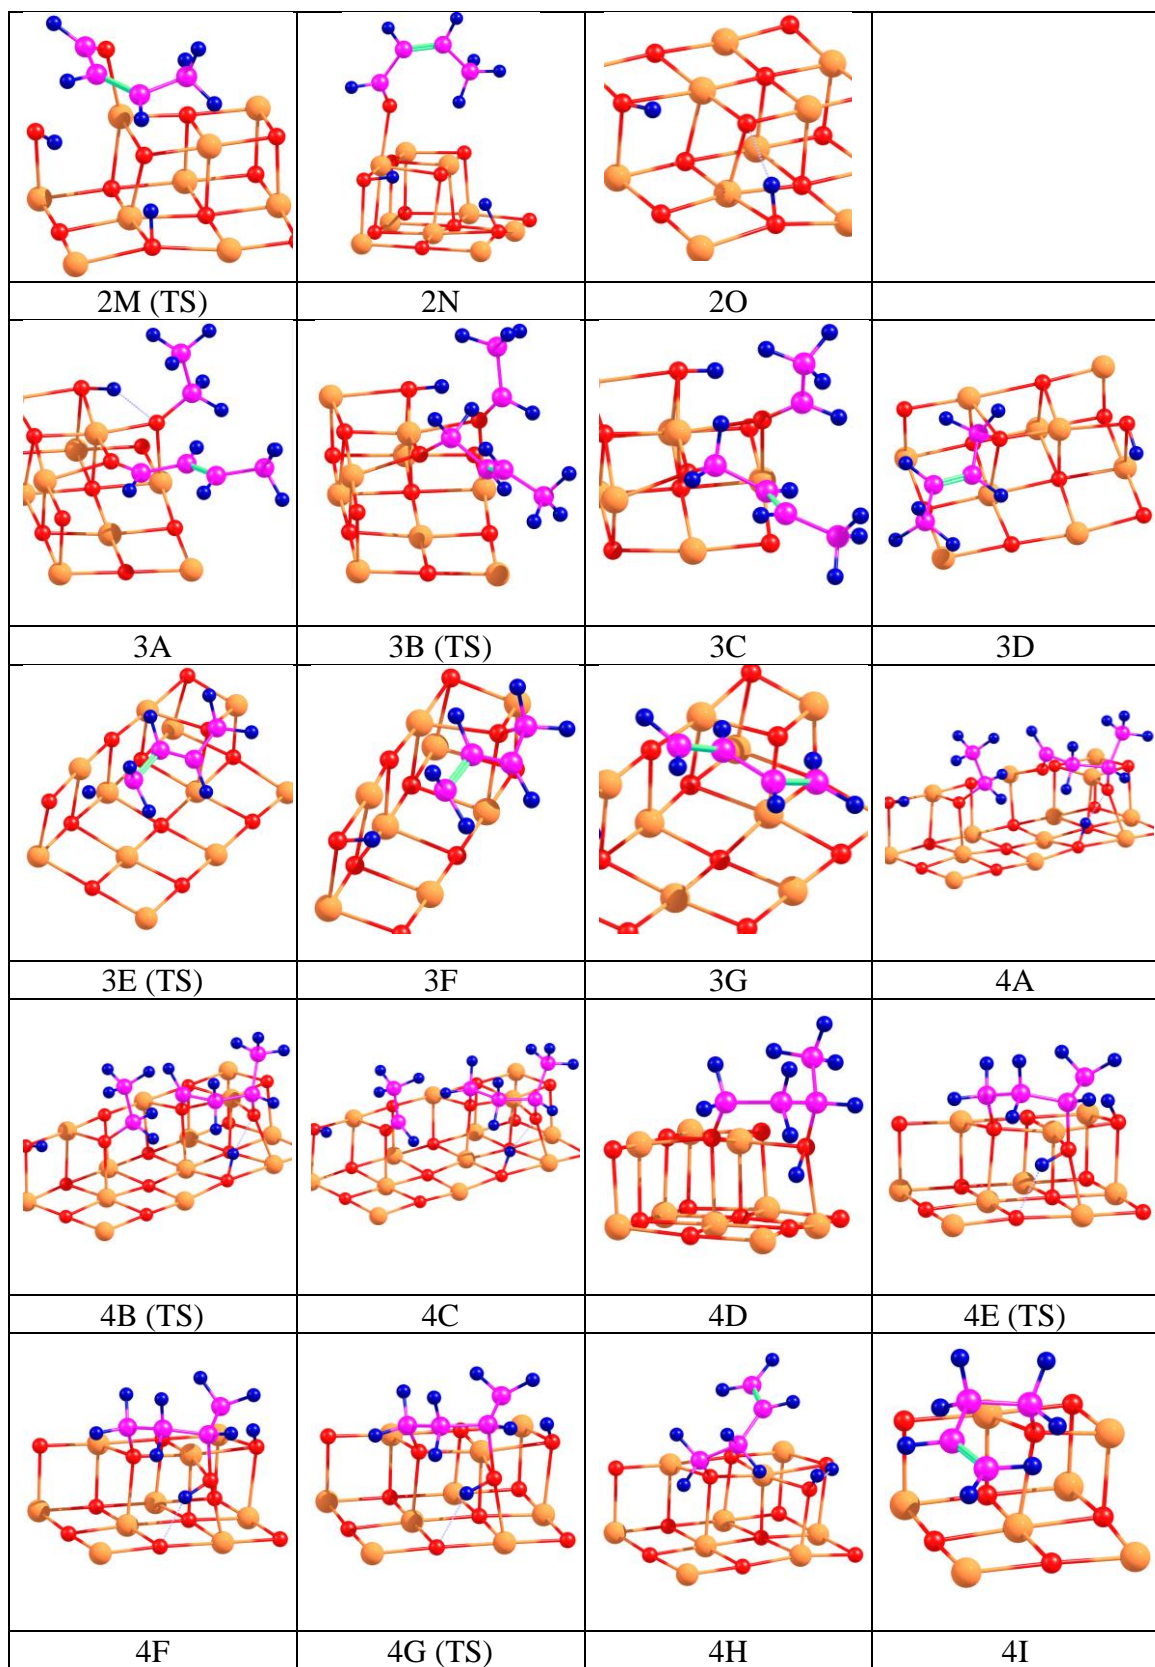 2M (TS) 2N 2O
3A 3B (TS) 3C 3D
3E (TS) 3F 3G 4A
4B (TS) 4C 4D 4E (TS)
4F 4G (TS) 4H 4I